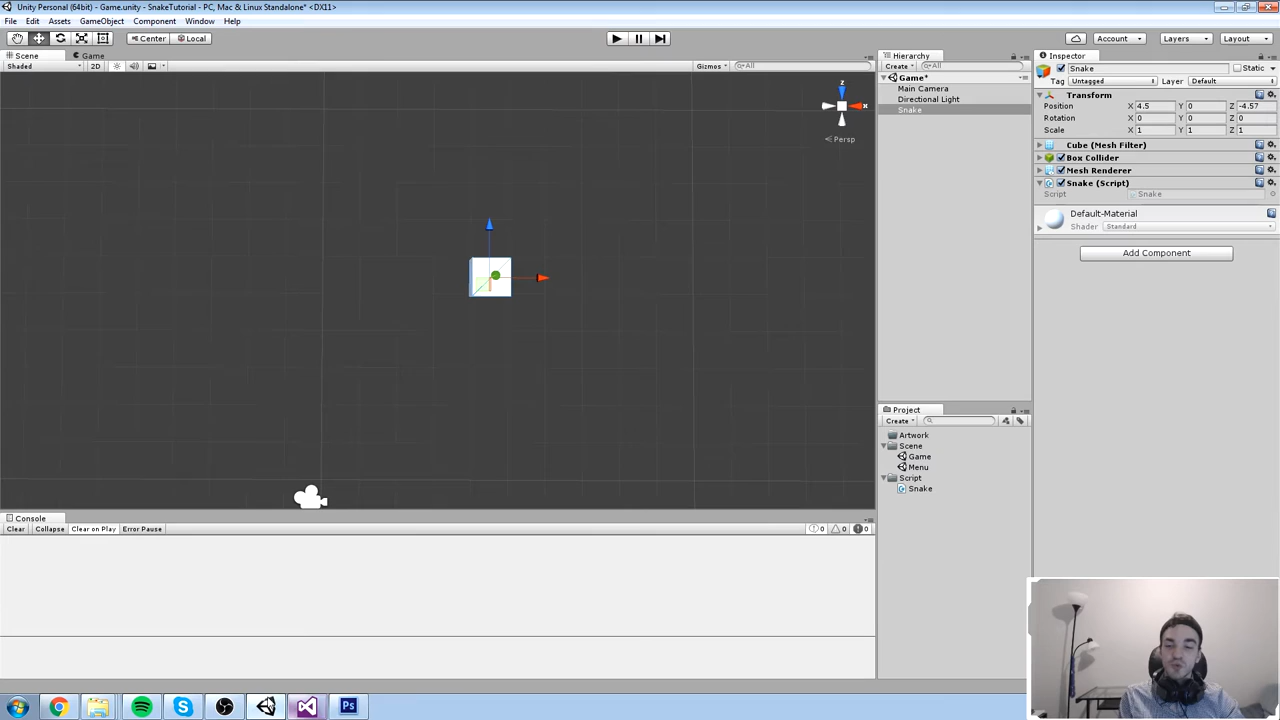 Unity Personal (64bit) - Game.unity - SnakeTutorial - PC, Mac & Linux Standalone* <DX11>
File Edit Assets GameObject Component Window Help
Center Local Account Layers Layout
Scene Game
Shaded 2D Gizmos All
z
x
Persp
Hierarchy
Create All
Game*
Main Camera
Directional Light
Snake
Project
Create
Artwork
Scene
Game
Menu
Script
Snake
Inspector
Snake Static
Tag Untagged Layer Default
Transform
Position X 4.5 Y 0 Z -4.57
Rotation X 0 Y 0 Z 0
Scale X 1 Y 1 Z 1
Cube (Mesh Filter)
Box Collider
Mesh Renderer
Snake (Script)
Script Snake
Default-Material
Shader Standard
Add Component
Console
Clear Collapse Clear on Play Error Pause 0 0 0
Ps